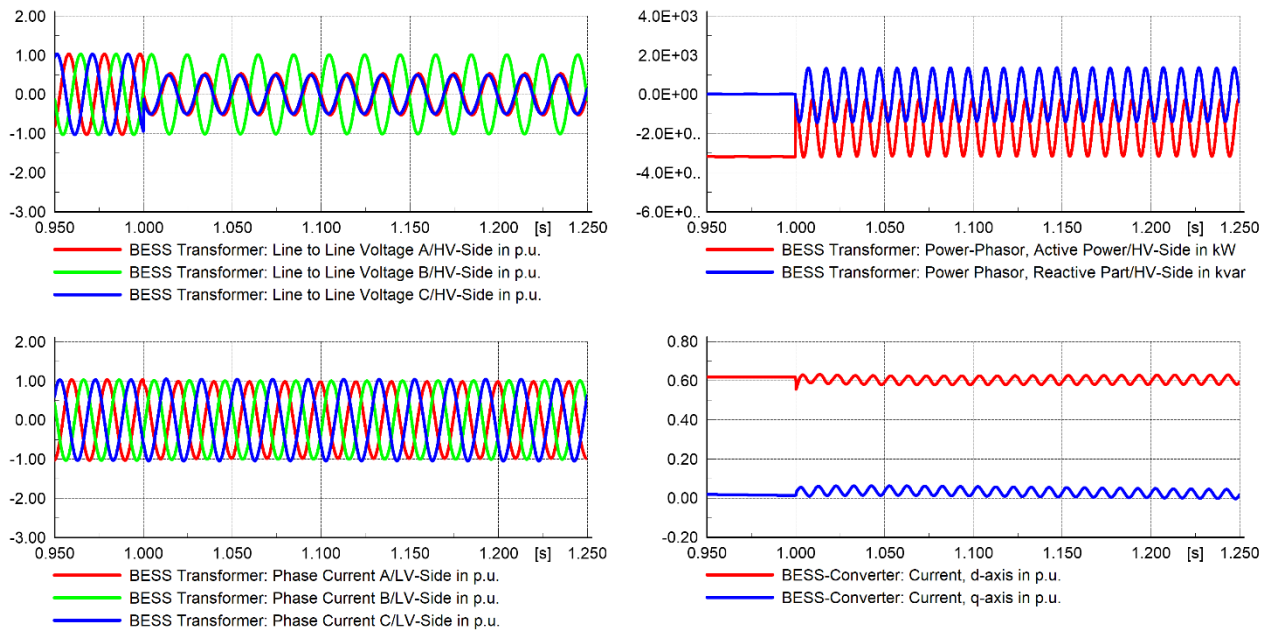 2.00
1.00
0.00
-1.00
-2.00
-3.00
0.950 1.000 1.050 1.100 1.150 1.200 [s] 1.250
BESS Transformer: Line to Line Voltage A/HV-Side in p.u.
BESS Transformer: Line to Line Voltage B/HV-Side in p.u.
BESS Transformer: Line to Line Voltage C/HV-Side in p.u.
4.0E+03
2.0E+03
0.0E+00
-2.0E+0..
-4.0E+0..
-6.0E+0..
0.950 1.000 1.050 1.100 1.150 1.200 [s] 1.250
BESS Transformer: Power-Phasor, Active Power/HV-Side in kW
BESS Transformer: Power Phasor, Reactive Part/HV-Side in kvar
2.00
1.00
0.00
-1.00
-2.00
-3.00
0.950 1.000 1.050 1.100 1.150 1.200 [s] 1.250
BESS Transformer: Phase Current A/LV-Side in p.u.
BESS Transformer: Phase Current B/LV-Side in p.u.
BESS Transformer: Phase Current C/LV-Side in p.u.
0.80
0.60
0.40
0.20
0.00
-0.20
0.950 1.000 1.050 1.100 1.150 1.200 [s] 1.250
BESS-Converter: Current, d-axis in p.u.
BESS-Converter: Current, q-axis in p.u.